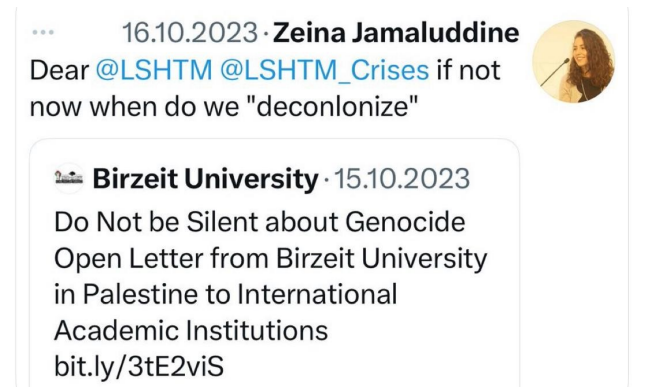 ... 16.10.2023 · Zeina Jamaluddine
Dear @LSHTM @LSHTM_Crises if not
now when do we "deconlonize"
Birzeit University · 15.10.2023
Do Not be Silent about Genocide
Open Letter from Birzeit University
in Palestine to International
Academic Institutions
bit.ly/3tE2viS